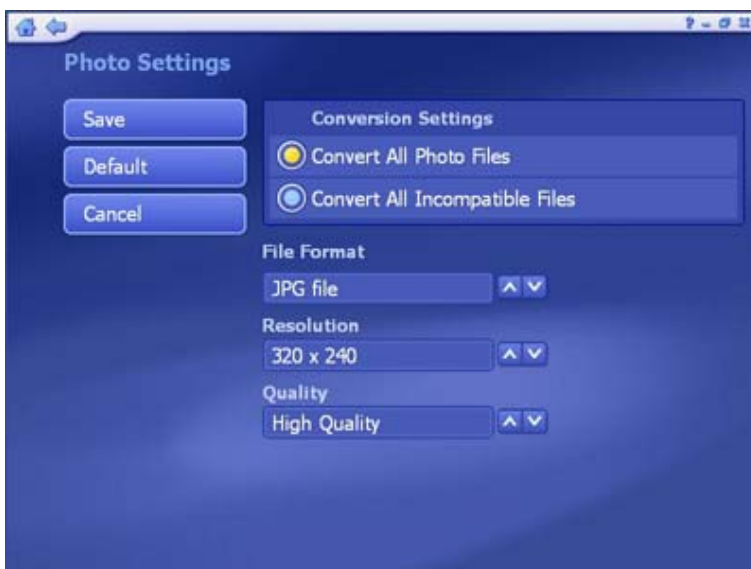 ?
Photo Settings
Save
Default
Cancel
Conversion Settings
Convert All Photo Files
Convert All Incompatible Files
File Format
JPG file
Resolution
320 x 240
Quality
High Quality